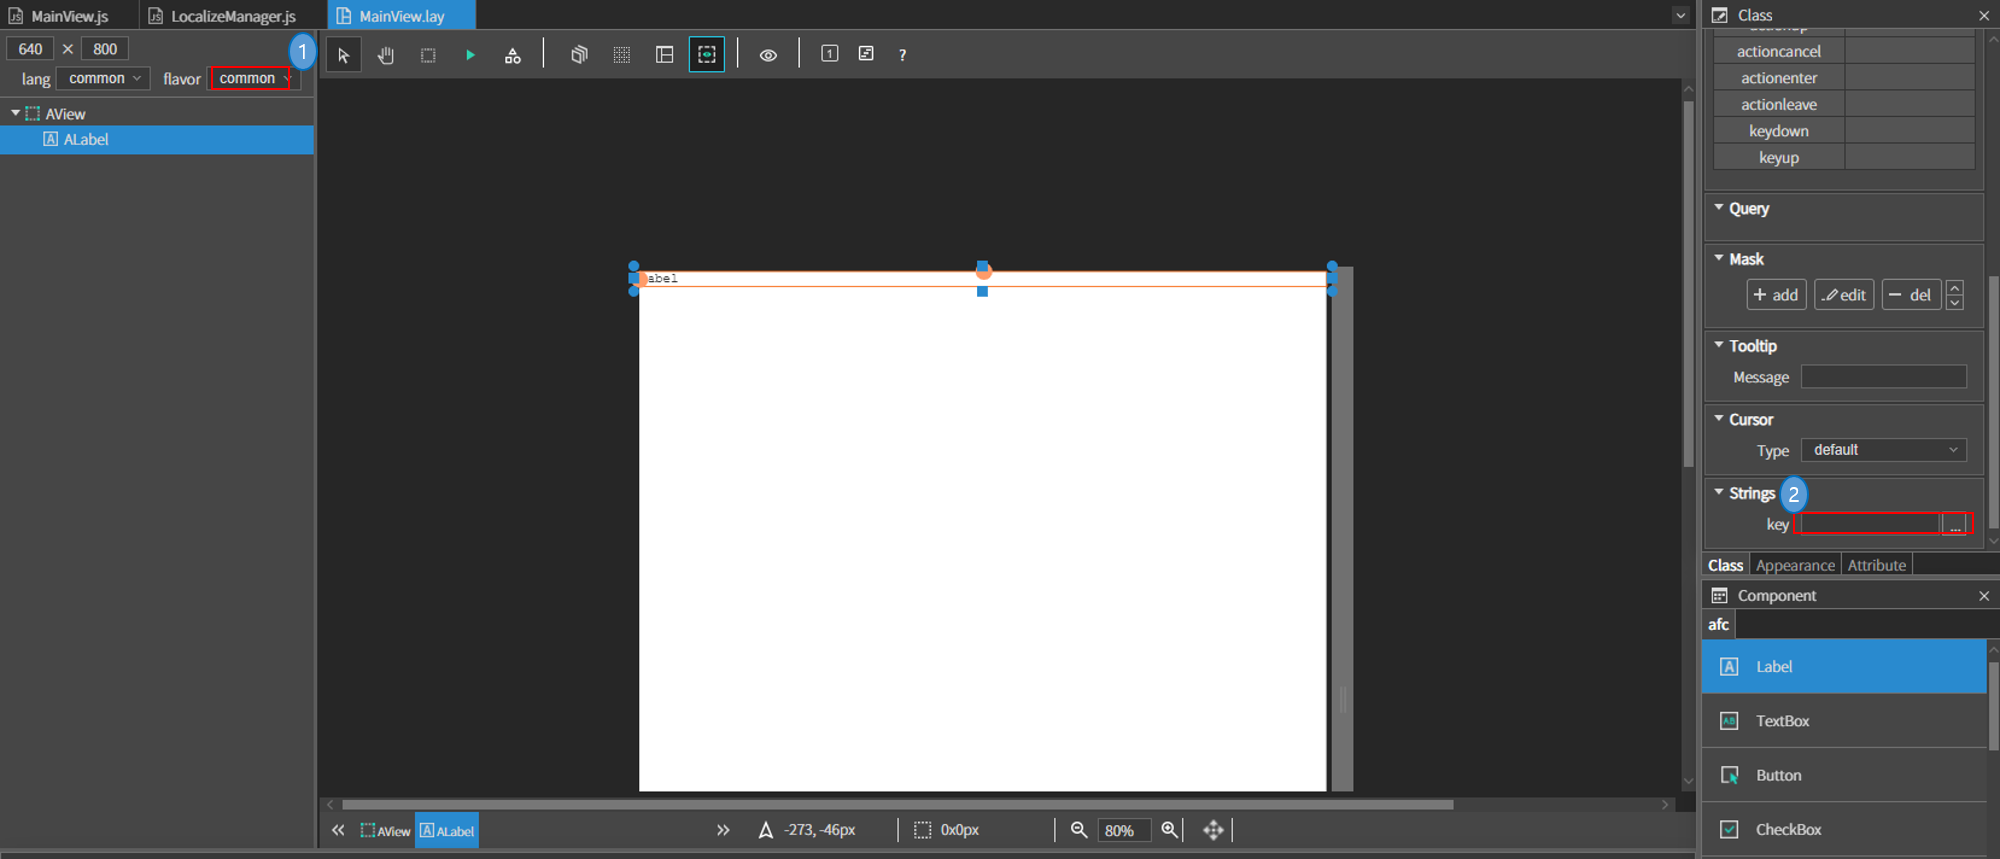 MainView.js
LocalizeManager.js
MainView.lay
Class
640 × 800
1
lang common flavor common
AView
ALabel
1
?
actioncancel
actionenter
actionleave
keydown
keyup
Query
Mask
+ add
edit
− del
Tooltip
Message
Cursor
Type default
Strings 2
key ...
Class Appearance Attribute
Component
afc
A Label
AB TextBox
Button
CheckBox
abel
« AView A ALabel » -273, -46px 0x0px 80%